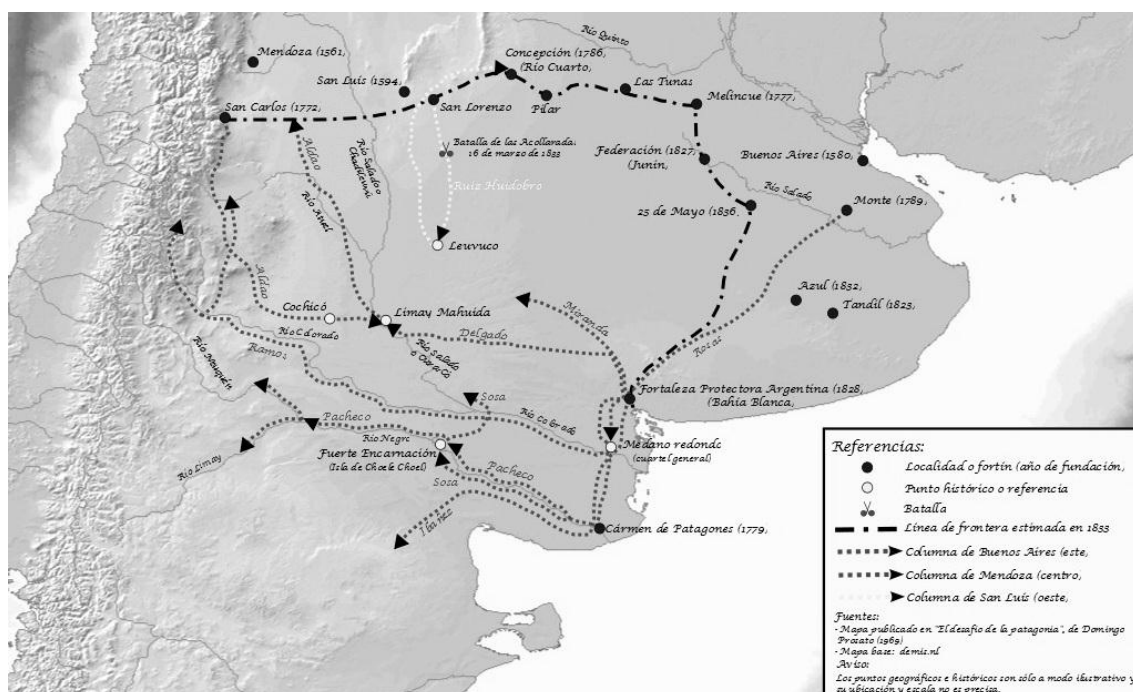 Mendoza (1561,
San Luís (1594,
San Carlos (1772,
Concepción (1786,
(Río Cuarto,
Río Quinto
San Lorenzo
Pilar
Las Tunas
Melincue (1777,
Batalla de las Acollarada:
16 de marzo de 1833
Federación (1827,
(Junín,
Buenos Aires (1580,
Río Salado
25 de Mayo (1836,
Monte (1789,
Aldao
Río Salado o
Chadileuvú
Río Atuel
Ruiz Huidobro
Leuvuco
Azul (1832,
Tandil (1823,
Aldao
Cochicó
Limay Mahuida
Miranda
Delgado
Rosas
Río Colorado
Ramos
Río Salado
Río Neuquén
Fortaleza Protectora Argentina (1828,
(Bahía Blanca,
Sosa
Pacheco
Río Colorado
Río Negro
Fuerte Encarnación
(Isla de Choele Choel)
Médano redondo
(cuartel general)
Río Limay
Pacheco
Sosa
Ibañez
Cármen de Patagones (1779,
Referencias:
Localidad o fortín (año de fundación,
Punto histórico o referencia
Batalla
Línea de frontera estimada en 1833
Columna de Buenos Aires (este,
Columna de Mendoza (centro,
Columna de San Luís (oeste,
Fuentes:
- Mapa publicado en "El desafío de la patagonia", de Domingo
Prosato (1969)
- Mapa base: demis.nl
Aviso:
Los puntos geográficos e históricos son sólo a modo ilustrativo y
su ubicación y escala no es precisa.